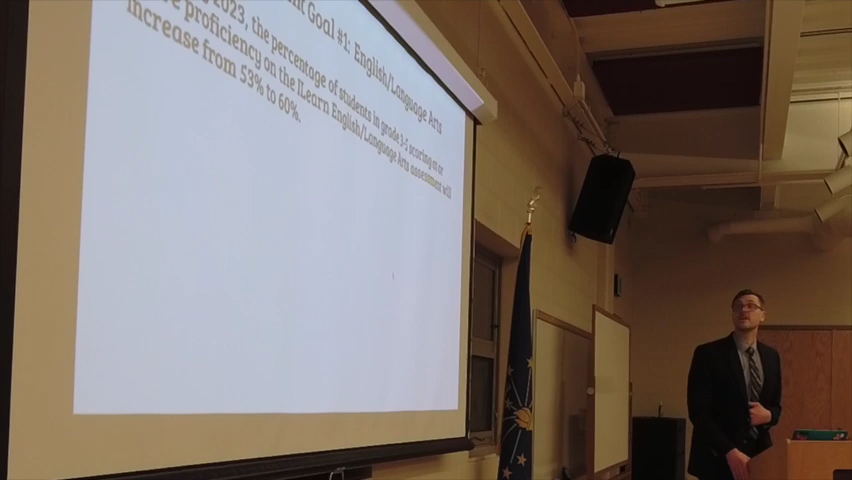 nt Goal #1: English/Language Arts
2023, the percentage of students in grade 3-5 scoring at or
proficiency on the ILearn English/Language Arts assessment will
increase from 53% to 60%.